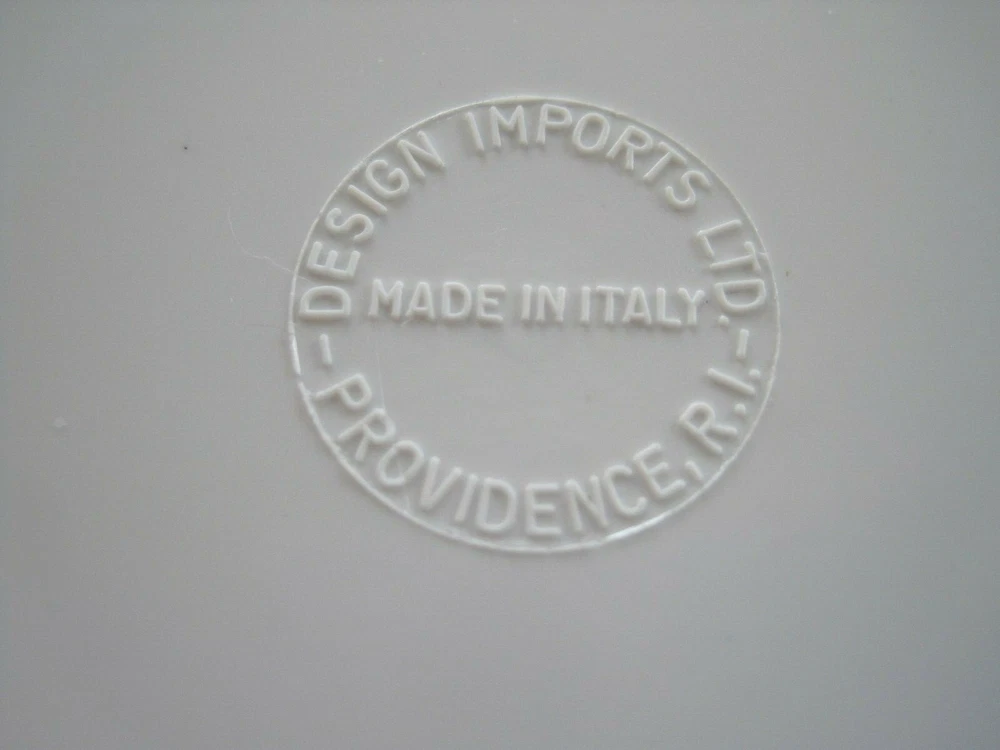 DESIGN IMPORTS LTD.
MADE IN ITALY
- PROVIDENCE, R.I. -